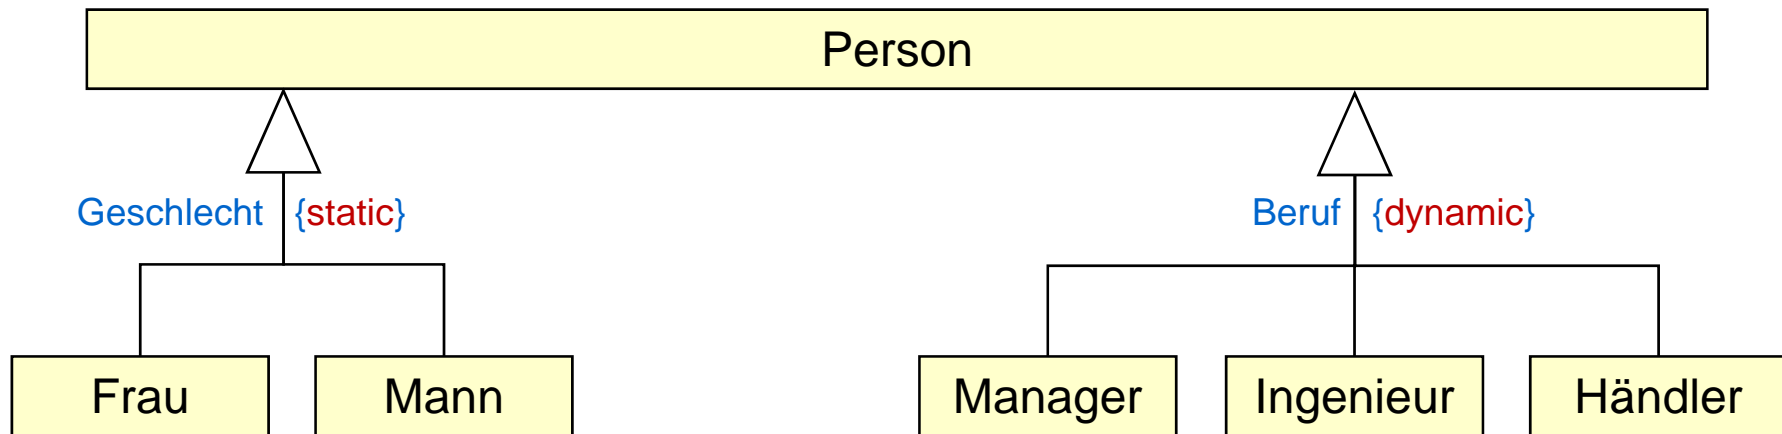 Person
Geschlecht {static}
Beruf {dynamic}
Frau
Mann
Manager
Ingenieur
Händler